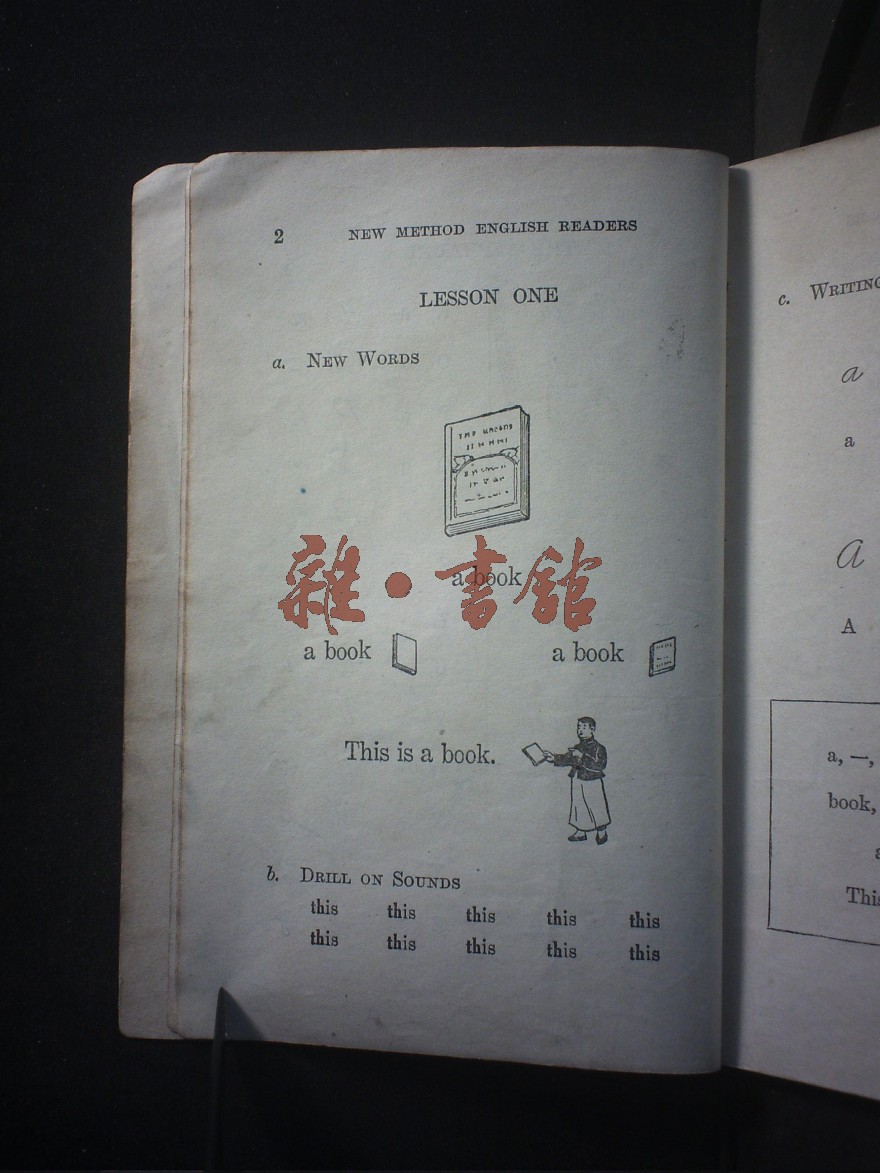 2 NEW METHOD ENGLISH READERS
LESSON ONE
a. NEW WORDS
a book
雜·書館
a book a book
This is a book.
b. DRILL ON SOUNDS
this this this this this
this this this this this
c. WRITING
a
a
a
A
a, —,
book,
a
This